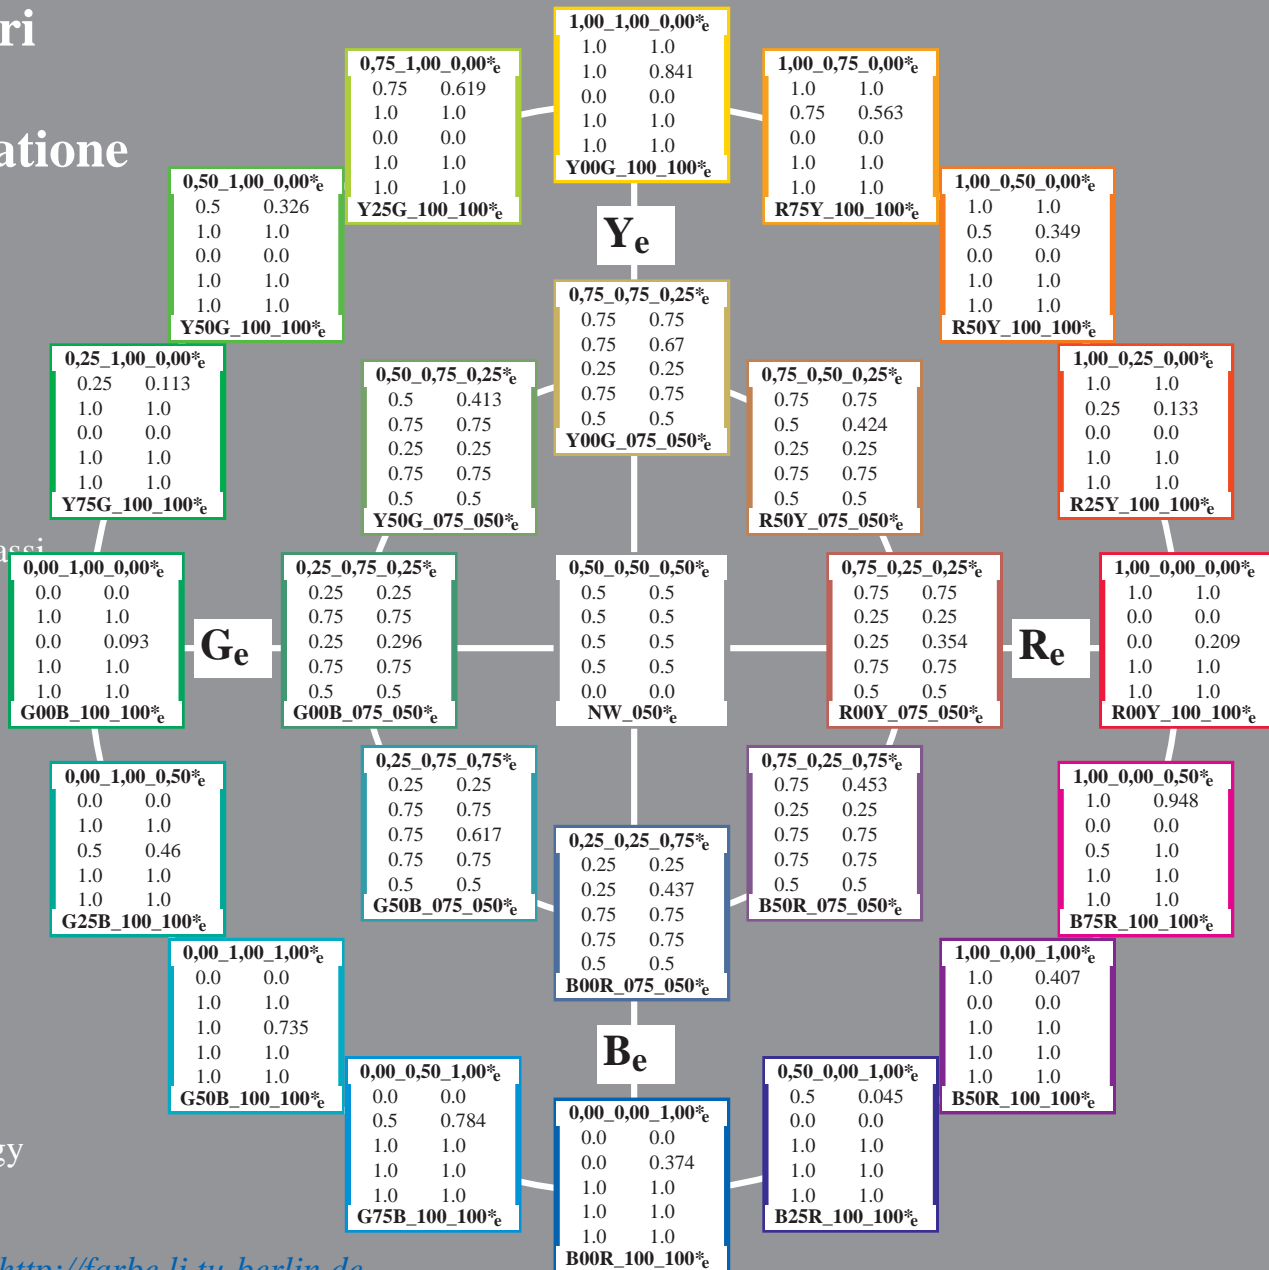 ri
atione
assi
gy
http://farbe.li.tu-berlin.de
1,00_1,00_0,00*e
1.0 1.0
1.0 0.841
0.0 0.0
1.0 1.0
1.0 1.0
Y00G_100_100*e
0,75_1,00_0,00*e
0.75 0.619
1.0 1.0
0.0 0.0
1.0 1.0
1.0 1.0
Y25G_100_100*e
1,00_0,75_0,00*e
1.0 1.0
0.75 0.563
0.0 0.0
1.0 1.0
1.0 1.0
R75Y_100_100*e
0,50_1,00_0,00*e
0.5 0.326
1.0 1.0
0.0 0.0
1.0 1.0
1.0 1.0
Y50G_100_100*e
Ye
1,00_0,50_0,00*e
1.0 1.0
0.5 0.349
0.0 0.0
1.0 1.0
1.0 1.0
R50Y_100_100*e
0,75_0,75_0,25*e
0.75 0.75
0.75 0.67
0.25 0.25
0.75 0.75
0.5 0.5
Y00G_075_050*e
0,25_1,00_0,00*e
0.25 0.113
1.0 1.0
0.0 0.0
1.0 1.0
1.0 1.0
Y75G_100_100*e
0,50_0,75_0,25*e
0.5 0.413
0.75 0.75
0.25 0.25
0.75 0.75
0.5 0.5
Y50G_075_050*e
0,75_0,50_0,25*e
0.75 0.75
0.5 0.424
0.25 0.25
0.75 0.75
0.5 0.5
R50Y_075_050*e
1,00_0,25_0,00*e
1.0 1.0
0.25 0.133
0.0 0.0
1.0 1.0
1.0 1.0
R25Y_100_100*e
0,00_1,00_0,00*e
0.0 0.0
1.0 1.0
0.0 0.093
1.0 1.0
1.0 1.0
G00B_100_100*e
Ge
0,25_0,75_0,25*e
0.25 0.25
0.75 0.75
0.25 0.296
0.75 0.75
0.5 0.5
G00B_075_050*e
0,50_0,50_0,50*e
0.5 0.5
0.5 0.5
0.5 0.5
0.5 0.5
0.0 0.0
NW_050*e
0,75_0,25_0,25*e
0.75 0.75
0.25 0.25
0.25 0.354
0.75 0.75
0.5 0.5
R00Y_075_050*e
Re
1,00_0,00_0,00*e
1.0 1.0
0.0 0.0
0.0 0.209
1.0 1.0
1.0 1.0
R00Y_100_100*e
0,00_1,00_0,50*e
0.0 0.0
1.0 1.0
0.5 0.46
1.0 1.0
1.0 1.0
G25B_100_100*e
0,25_0,75_0,75*e
0.25 0.25
0.75 0.75
0.75 0.617
0.75 0.75
0.5 0.5
G50B_075_050*e
0,75_0,25_0,75*e
0.75 0.453
0.25 0.25
0.75 0.75
0.75 0.75
0.5 0.5
B50R_075_050*e
1,00_0,00_0,50*e
1.0 0.948
0.0 0.0
0.5 1.0
1.0 1.0
1.0 1.0
B75R_100_100*e
0,25_0,25_0,75*e
0.25 0.25
0.25 0.437
0.75 0.75
0.75 0.75
0.5 0.5
B00R_075_050*e
0,00_1,00_1,00*e
0.0 0.0
1.0 1.0
1.0 0.735
1.0 1.0
1.0 1.0
G50B_100_100*e
Be
1,00_0,00_1,00*e
1.0 0.407
0.0 0.0
1.0 1.0
1.0 1.0
1.0 1.0
B50R_100_100*e
0,00_0,50_1,00*e
0.0 0.0
0.5 0.784
1.0 1.0
1.0 1.0
1.0 1.0
G75B_100_100*e
0,50_0,00_1,00*e
0.5 0.045
0.0 0.0
1.0 1.0
1.0 1.0
1.0 1.0
B25R_100_100*e
0,00_0,00_1,00*e
0.0 0.0
0.0 0.374
1.0 1.0
1.0 1.0
1.0 1.0
B00R_100_100*e